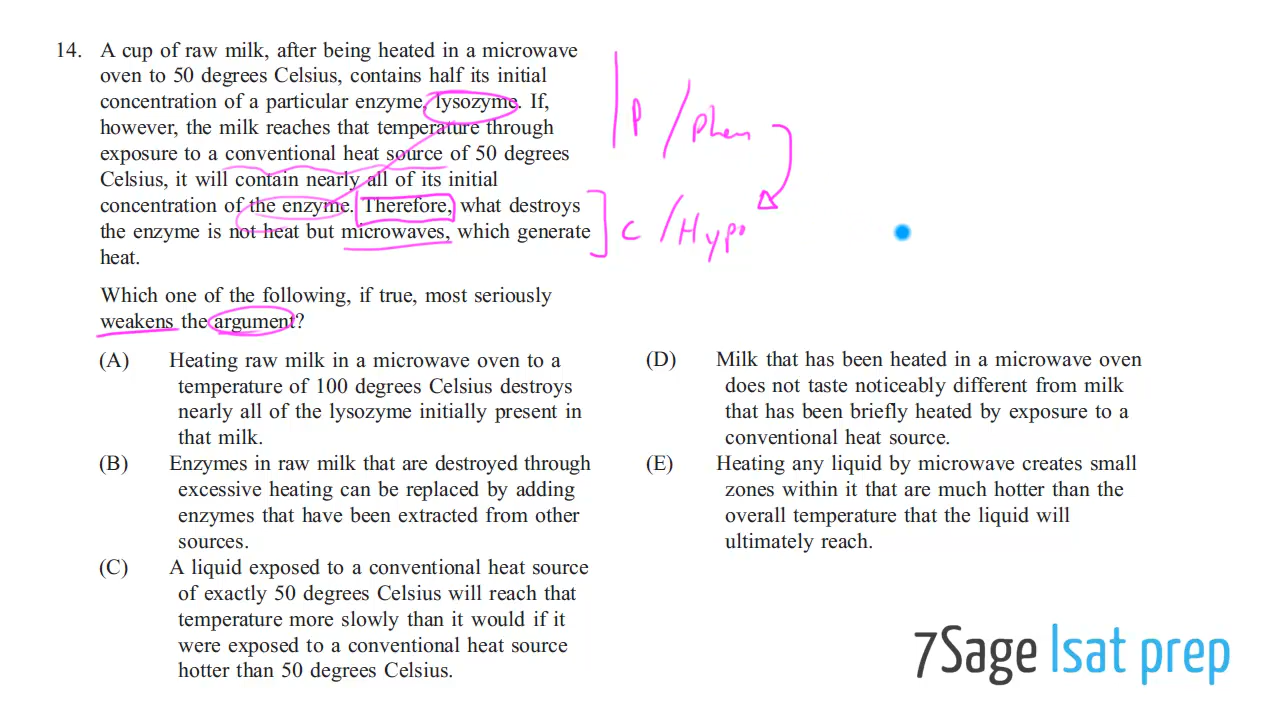 14. A cup of raw milk, after being heated in a microwave
oven to 50 degrees Celsius, contains half its initial
concentration of a particular enzyme, lysozyme. If,
however, the milk reaches that temperature through
exposure to a conventional heat source of 50 degrees
Celsius, it will contain nearly all of its initial
concentration of the enzyme. Therefore, what destroys
the enzyme is not heat but microwaves, which generate
heat.
P / phen
C / Hypo
Which one of the following, if true, most seriously
weakens the argument?
(A) Heating raw milk in a microwave oven to a
temperature of 100 degrees Celsius destroys
nearly all of the lysozyme initially present in
that milk.
(B) Enzymes in raw milk that are destroyed through
excessive heating can be replaced by adding
enzymes that have been extracted from other
sources.
(C) A liquid exposed to a conventional heat source
of exactly 50 degrees Celsius will reach that
temperature more slowly than it would if it
were exposed to a conventional heat source
hotter than 50 degrees Celsius.
(D) Milk that has been heated in a microwave oven
does not taste noticeably different from milk
that has been briefly heated by exposure to a
conventional heat source.
(E) Heating any liquid by microwave creates small
zones within it that are much hotter than the
overall temperature that the liquid will
ultimately reach.
7Sage lsat prep